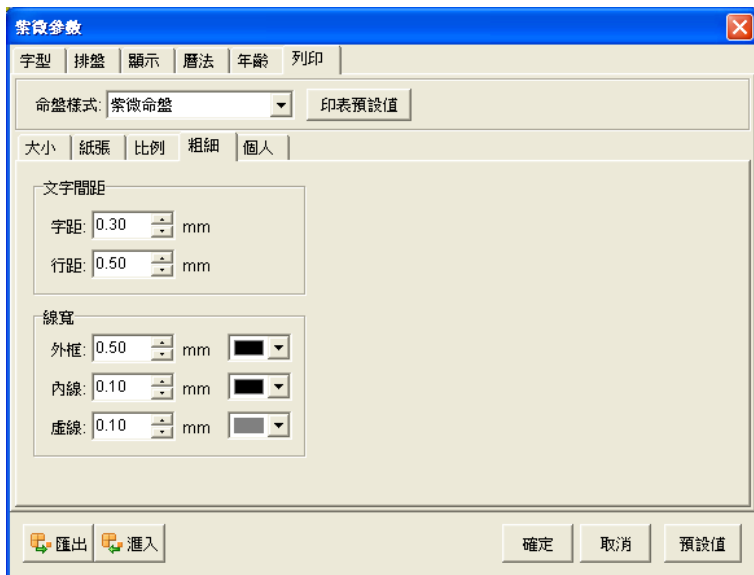 紫微參數
字型 排盤 顯示 曆法 年齡 列印
命盤樣式: 紫微命盤 印表預設值
大小 紙張 比例 粗細 個人
文字間距
字距: 0.30 mm
行距: 0.50 mm
線寬
外框: 0.50 mm
內線: 0.10 mm
虛線: 0.10 mm
匯出 滙入 確定 取消 預設值